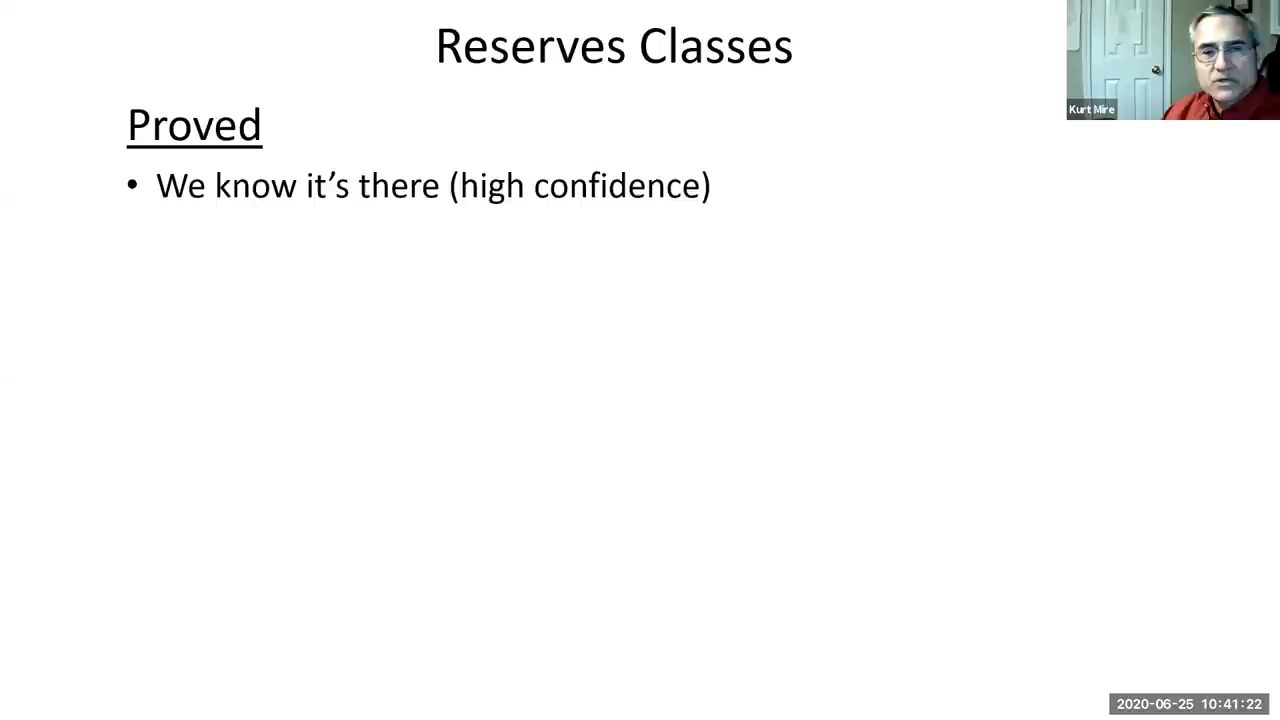 Reserves Classes
Kurt Mire
Proved
• We know it’s there (high confidence)
2020-06-25 10:41:22